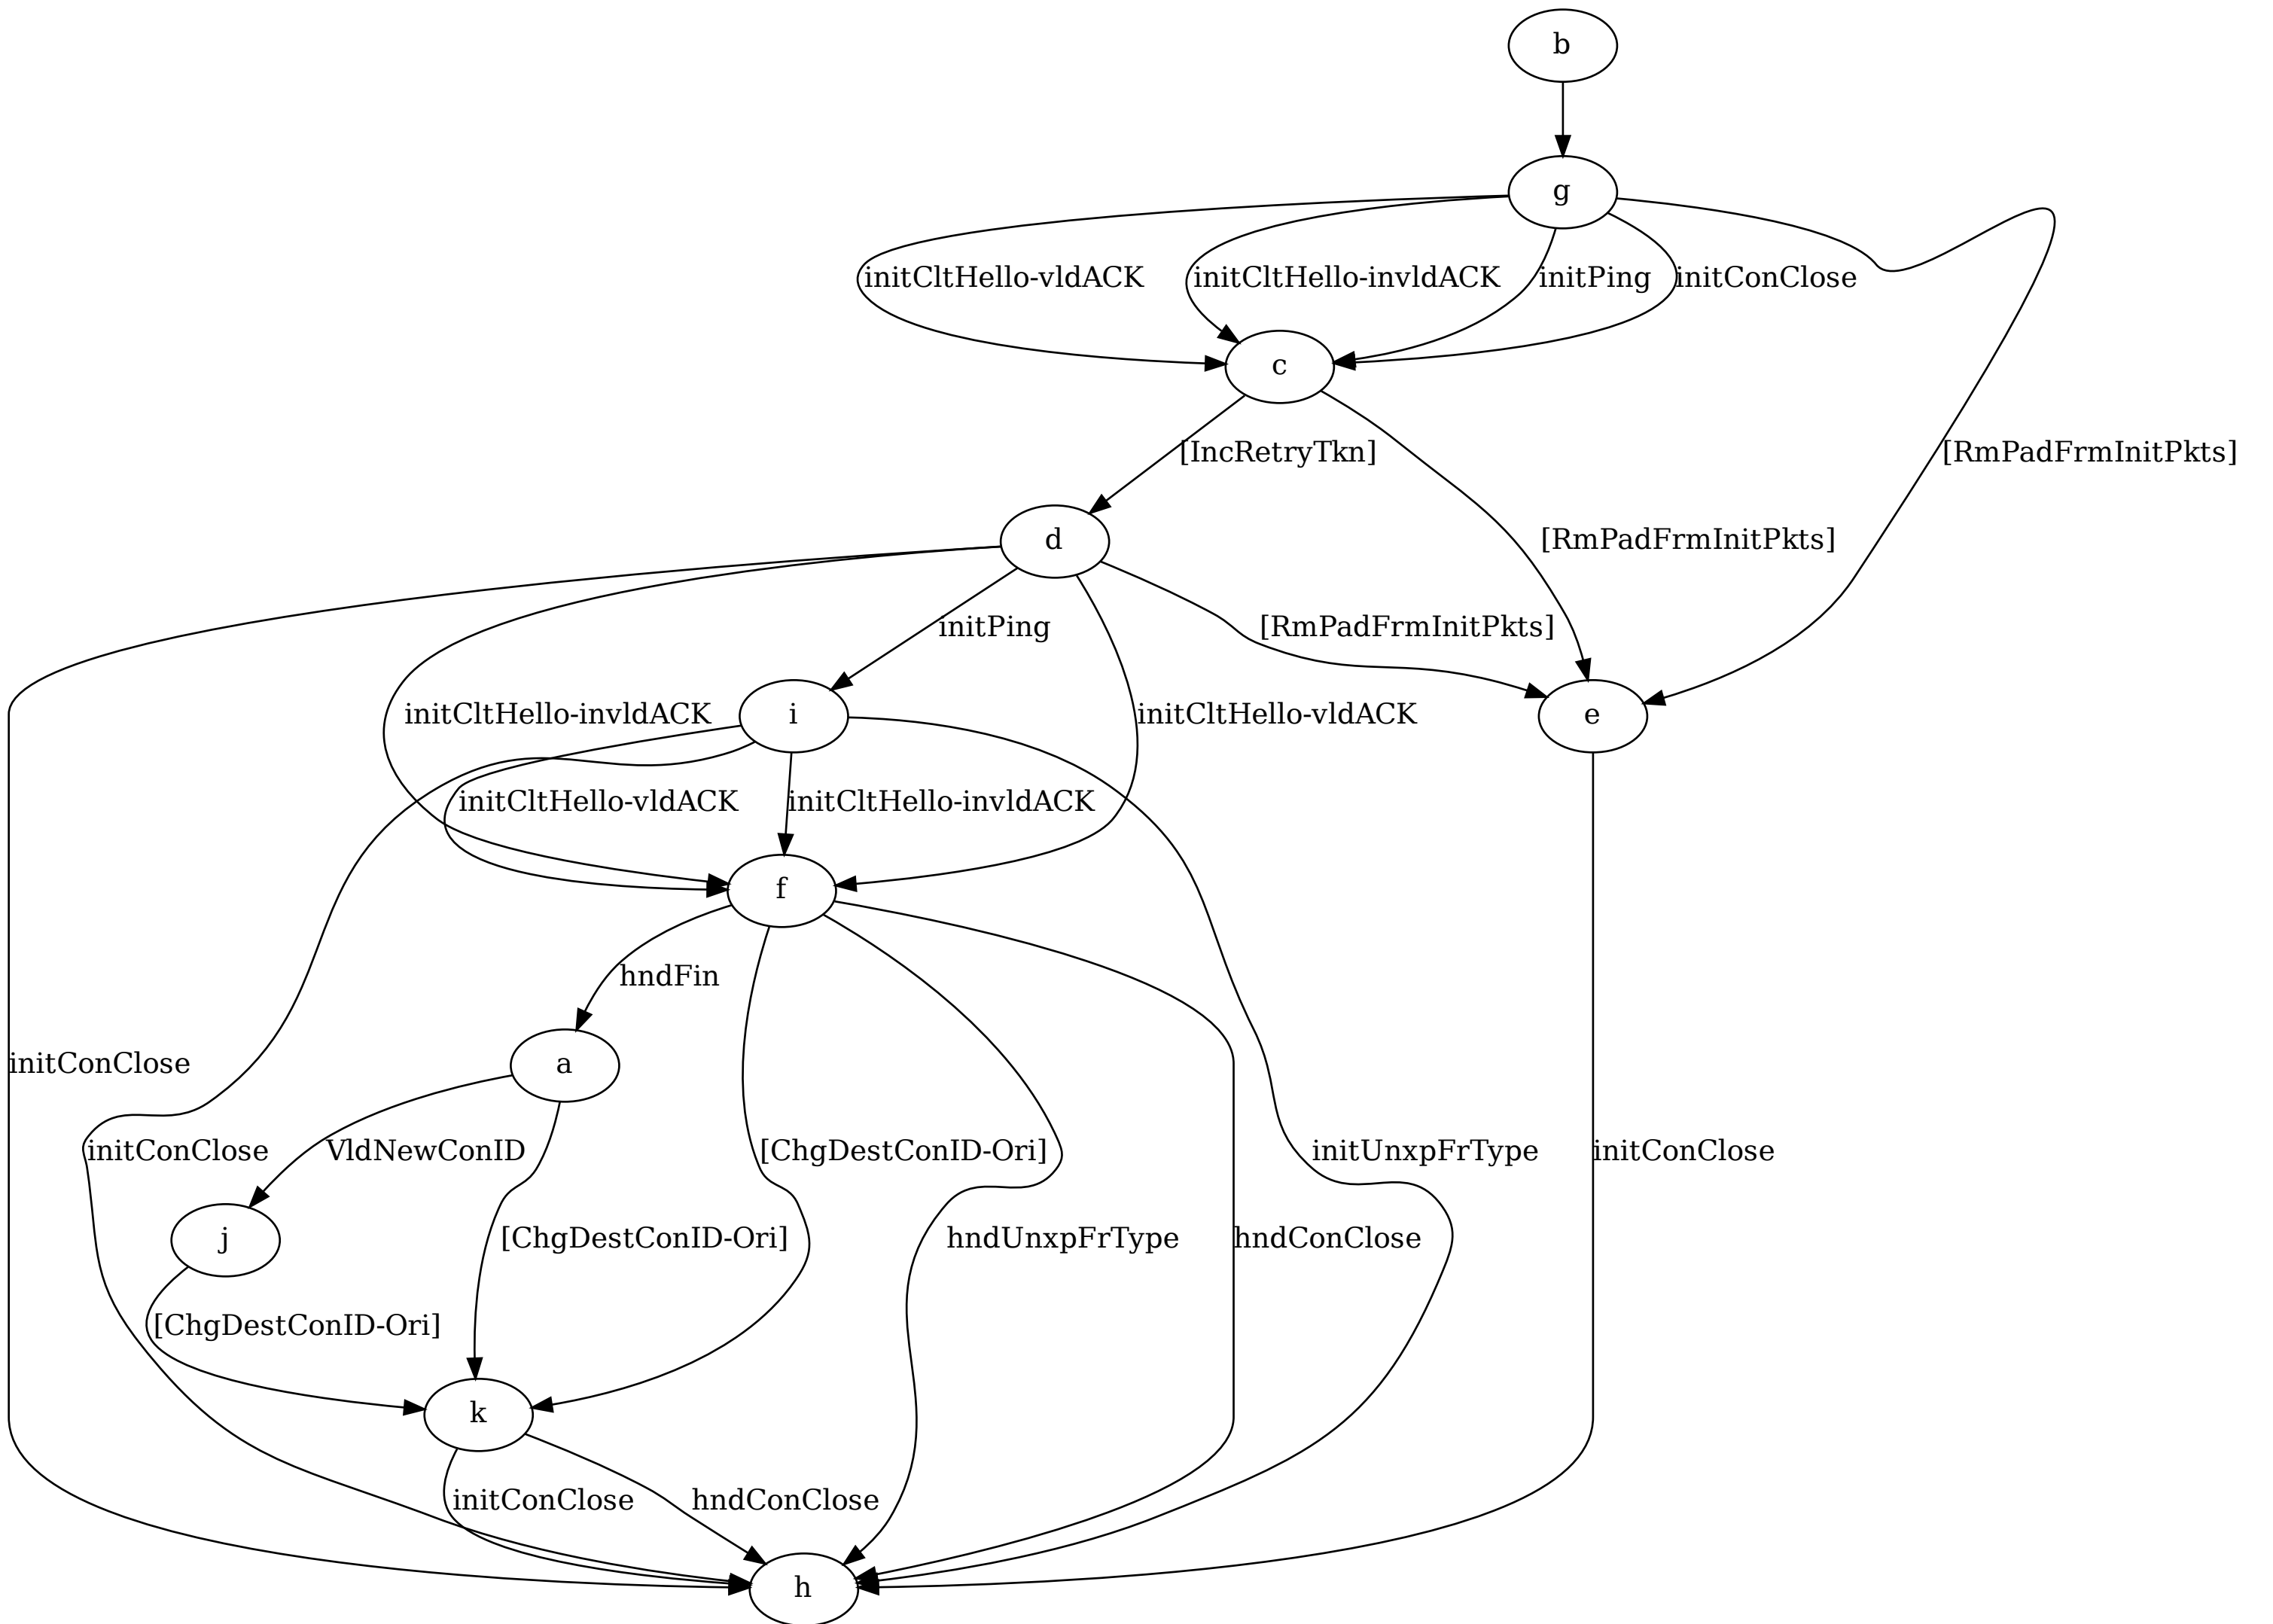 b
g
initCltHello-vldACK
initCltHello-invldACK
initPing
initConClose
c
[IncRetryTkn]
[RmPadFrmInitPkts]
d
[RmPadFrmInitPkts]
initPing
[RmPadFrmInitPkts]
initCltHello-invldACK
i
initCltHello-vldACK
e
initCltHello-vldACK
initCltHello-invldACK
f
hndFin
initConClose
a
initConClose
VldNewConID
[ChgDestConID-Ori]
initUnxpFrType
initConClose
j
[ChgDestConID-Ori]
hndUnxpFrType
hndConClose
[ChgDestConID-Ori]
k
initConClose
hndConClose
h